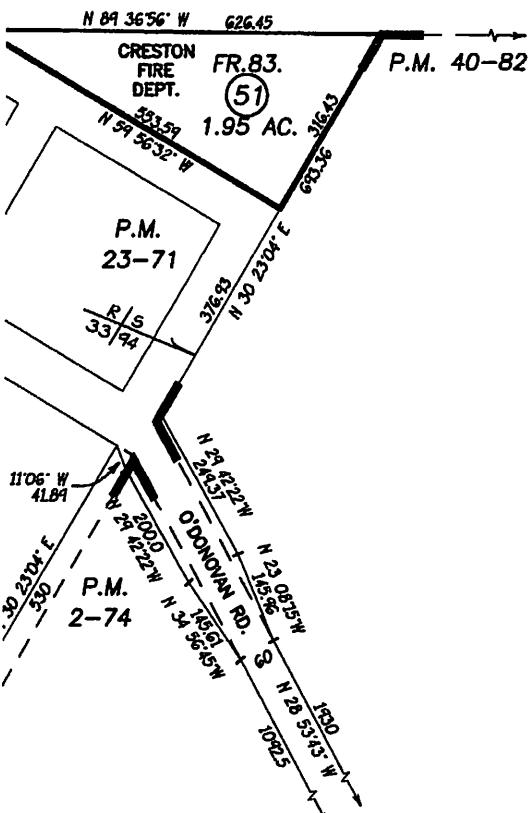 N 89 36'56" W 626.45
CRESTON
FIRE
DEPT.
FR.83.
51
1.95 AC.
P.M. 40-82
553.59
N 59 56'32" W
316.43
693.36
P.M.
23-71
376.93
N 30 23'04" E
R/S
33/94
N 29 42'22"W
249.37
11'06" W
41.89
200.0
N 29 42'22"W
O'DONOVAN RD.
N 23 08'75"W
145.96
. 30 23'04" E
530
P.M.
2-74
145.61
N 34 56'45"W
60
N 28 53'43" W
1930
1092.5